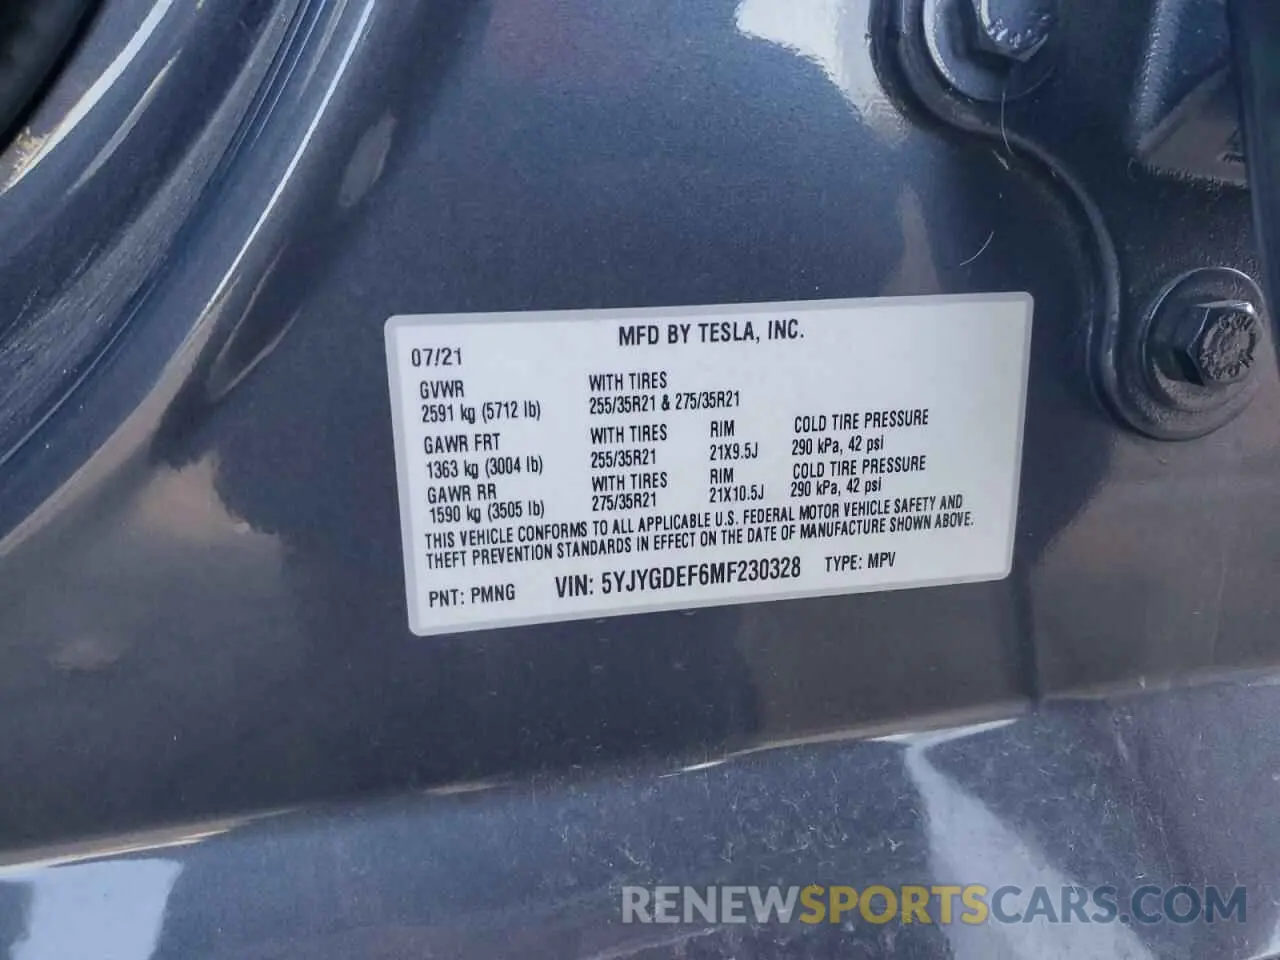 MFD BY TESLA, INC.
07/21
GVWR
2591 kg (5712 lb)
WITH TIRES
255/35R21 & 275/35R21
GAWR FRT
1363 kg (3004 lb)
WITH TIRES
255/35R21
RIM
21X9.5J
COLD TIRE PRESSURE
290 kPa, 42 psi
GAWR RR
1590 kg (3505 lb)
WITH TIRES
275/35R21
RIM
21X10.5J
COLD TIRE PRESSURE
290 kPa, 42 psi
THIS VEHICLE CONFORMS TO ALL APPLICABLE U.S. FEDERAL MOTOR VEHICLE SAFETY AND
THEFT PREVENTION STANDARDS IN EFFECT ON THE DATE OF MANUFACTURE SHOWN ABOVE.
PNT: PMNG VIN: 5YJYGDEF6MF230328 TYPE: MPV
RENEWSPORTSCARS.COM